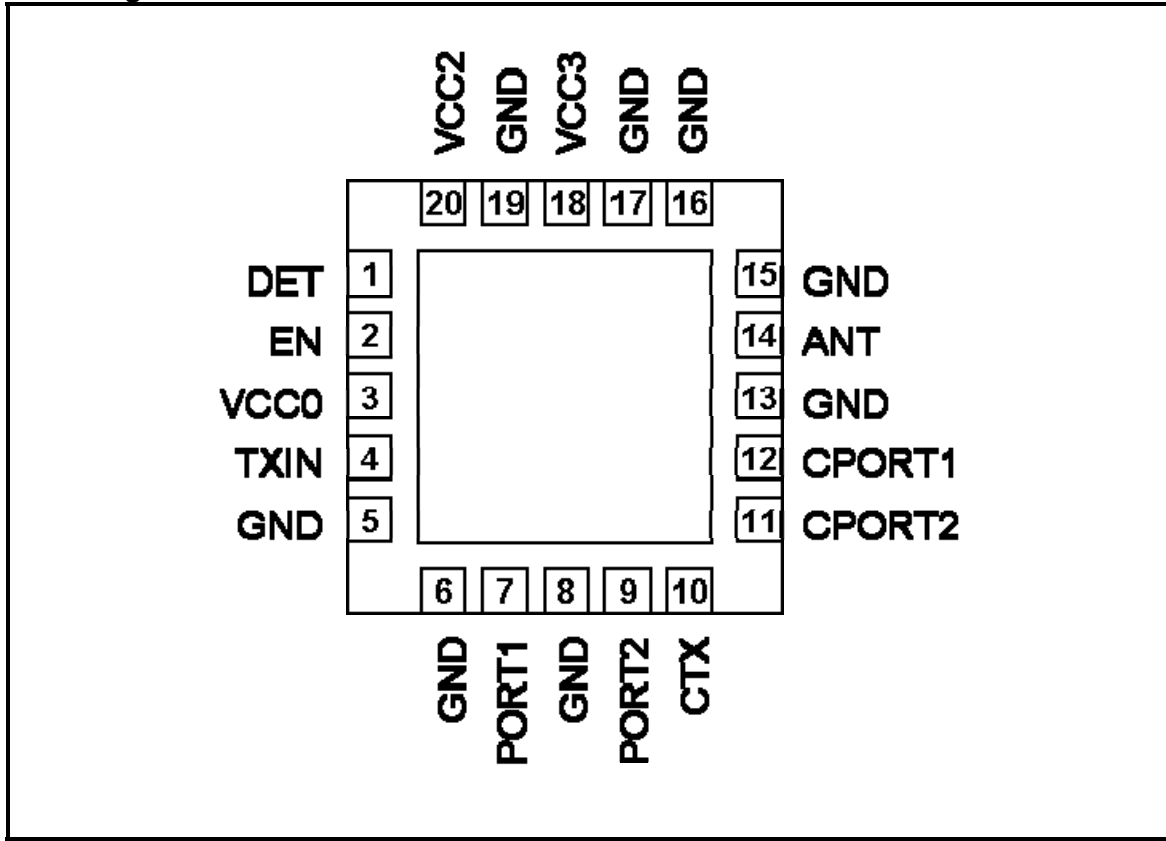 VCC2 GND VCC3 GND GND
20 19 18 17 16
DET 1 15 GND
EN 2 14 ANT
VCC0 3 13 GND
TXIN 4 12 CPORT1
GND 5 11 CPORT2
6 7 8 9 10
GND PORT1 GND PORT2 CTX